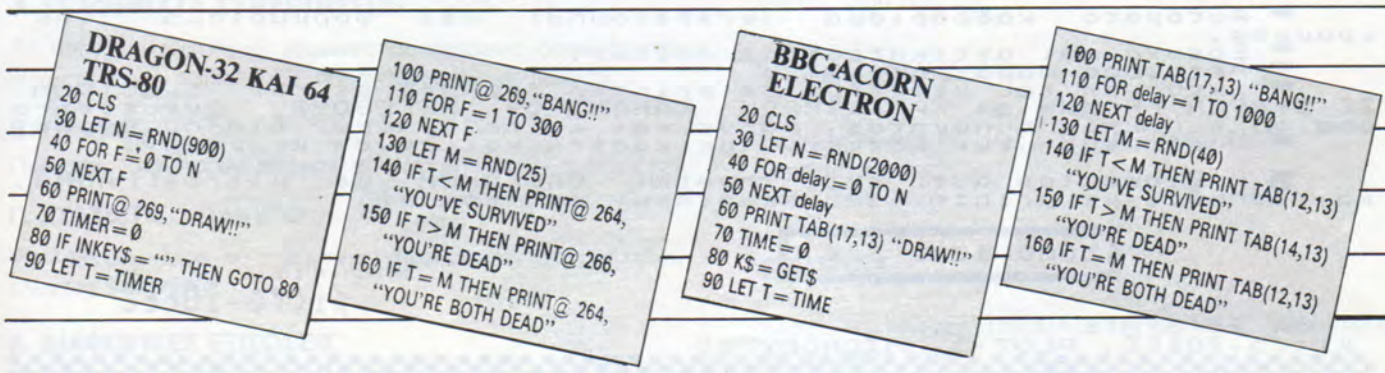 DRAGON-32 KAI 64
TRS-80
20 CLS
30 LET N = RND(900)
40 FOR F = 0 TO N
50 NEXT F
60 PRINT@ 269, "DRAW!!"
70 TIMER = 0
80 IF INKEY$ = "" THEN GOTO 80
90 LET T = TIMER
100 PRINT@ 269, "BANG!!"
110 FOR F = 1 TO 300
120 NEXT F
130 LET M = RND(25)
140 IF T < M THEN PRINT@ 264,
"YOU'VE SURVIVED"
150 IF T > M THEN PRINT@ 266,
"YOU'RE DEAD"
160 IF T = M THEN PRINT@ 264,
"YOU'RE BOTH DEAD"
BBC•ACORN
ELECTRON
20 CLS
30 LET N = RND(2000)
40 FOR delay = 0 TO N
50 NEXT delay
60 PRINT TAB(17,13) "DRAW!!"
70 TIME = 0
80 K$ = GET$
90 LET T = TIME
100 PRINT TAB(17,13) "BANG!!"
110 FOR delay = 1 TO 1000
120 NEXT delay
130 LET M = RND(40)
140 IF T < M THEN PRINT TAB(12,13)
"YOU'VE SURVIVED"
150 IF T > M THEN PRINT TAB(14,13)
"YOU'RE DEAD"
160 IF T = M THEN PRINT TAB(12,13)
"YOU'RE BOTH DEAD"